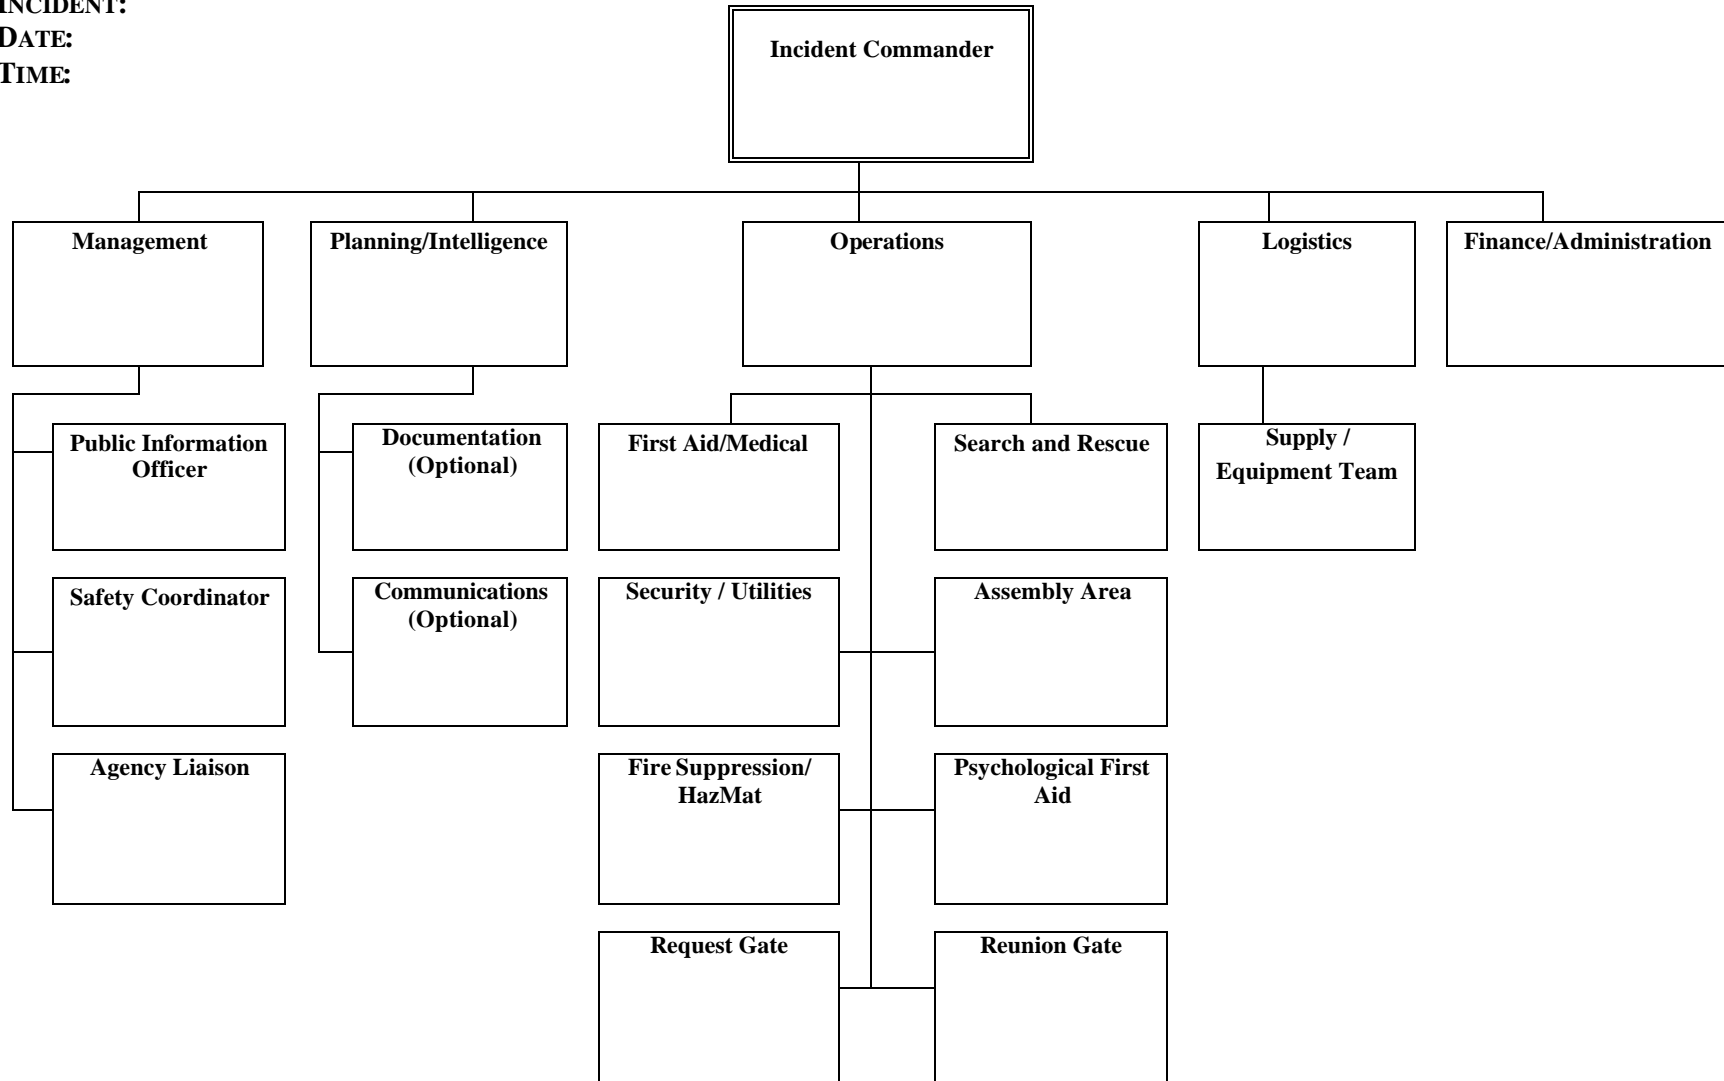 INCIDENT:
DATE:
TIME:
Incident Commander
Management
Planning/Intelligence
Operations
Logistics
Finance/Administration
Public Information
Officer
Documentation
(Optional)
First Aid/Medical
Search and Rescue
Supply /
Equipment Team
Safety Coordinator
Communications
(Optional)
Security / Utilities
Assembly Area
Agency Liaison
Fire Suppression/
HazMat
Psychological First
Aid
Request Gate
Reunion Gate